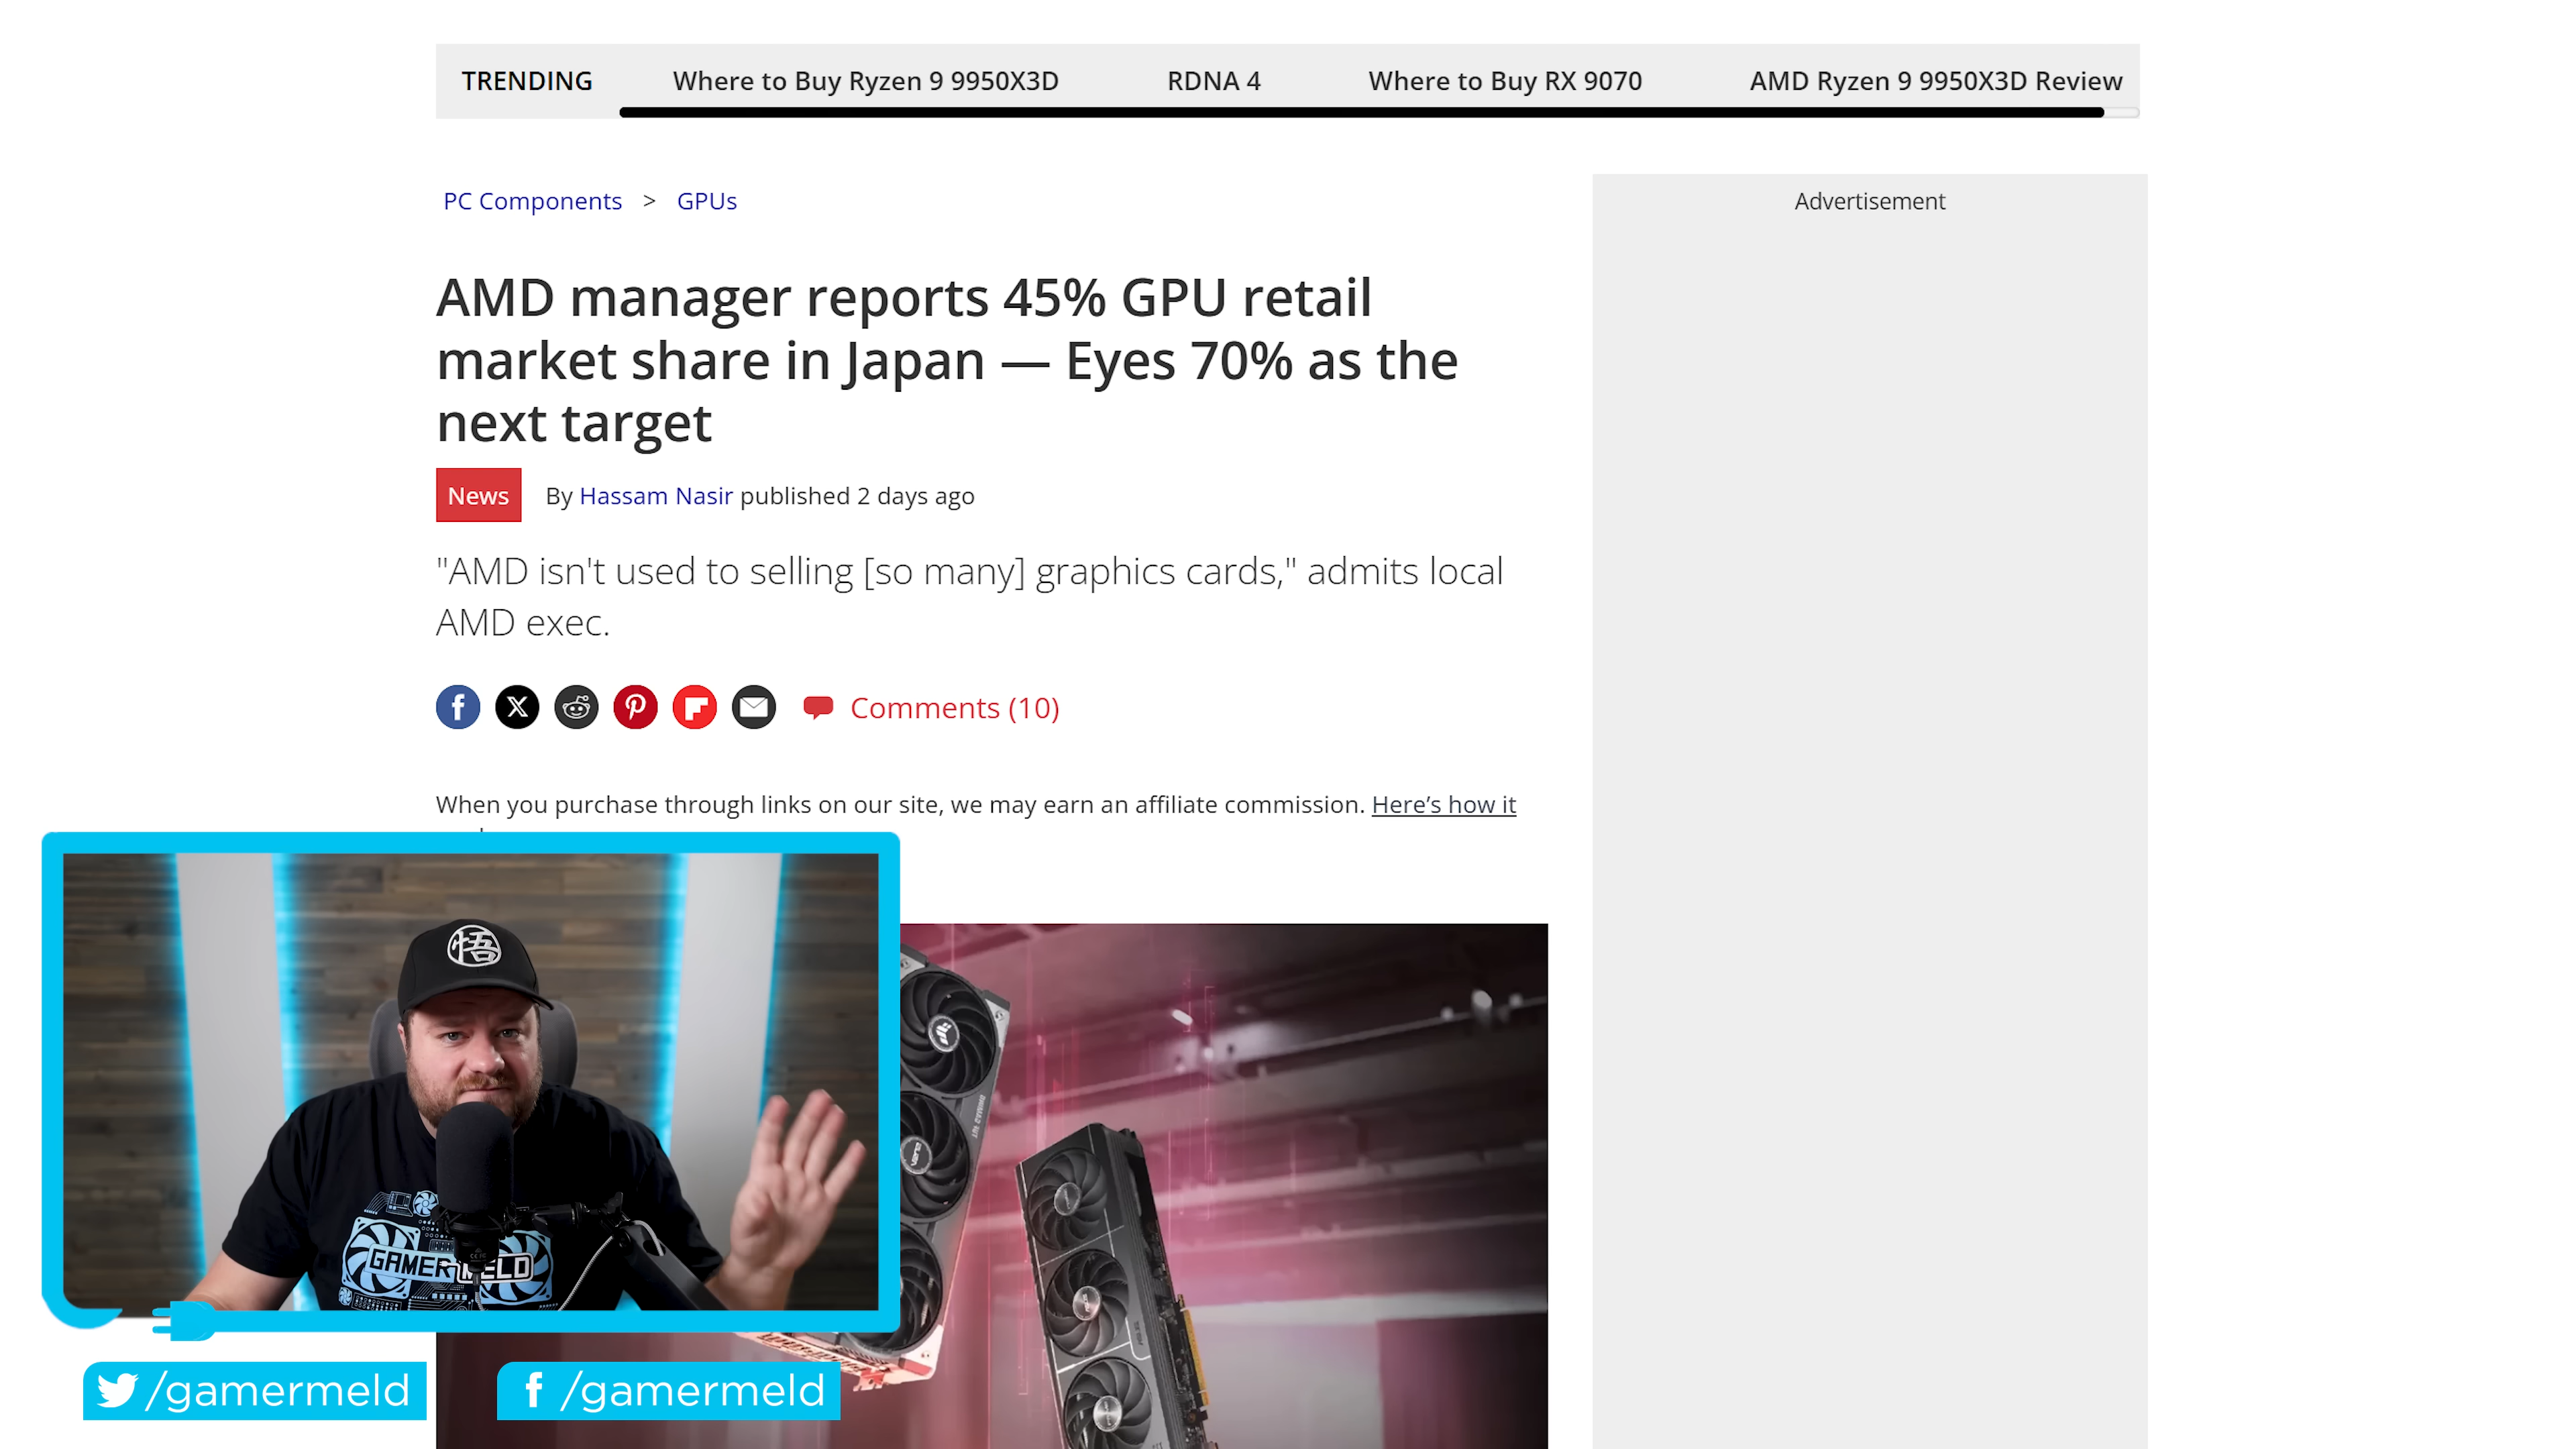 TRENDING Where to Buy Ryzen 9 9950X3D RDNA 4 Where to Buy RX 9070 AMD Ryzen 9 9950X3D Review
PC Components > GPUs
Advertisement
AMD manager reports 45% GPU retail
market share in Japan — Eyes 70% as the
next target
News By Hassam Nasir published 2 days ago
"AMD isn't used to selling [so many] graphics cards," admits local
AMD exec.
Comments (10)
When you purchase through links on our site, we may earn an affiliate commission. Here's how it
悟
/gamermeld
/gamermeld